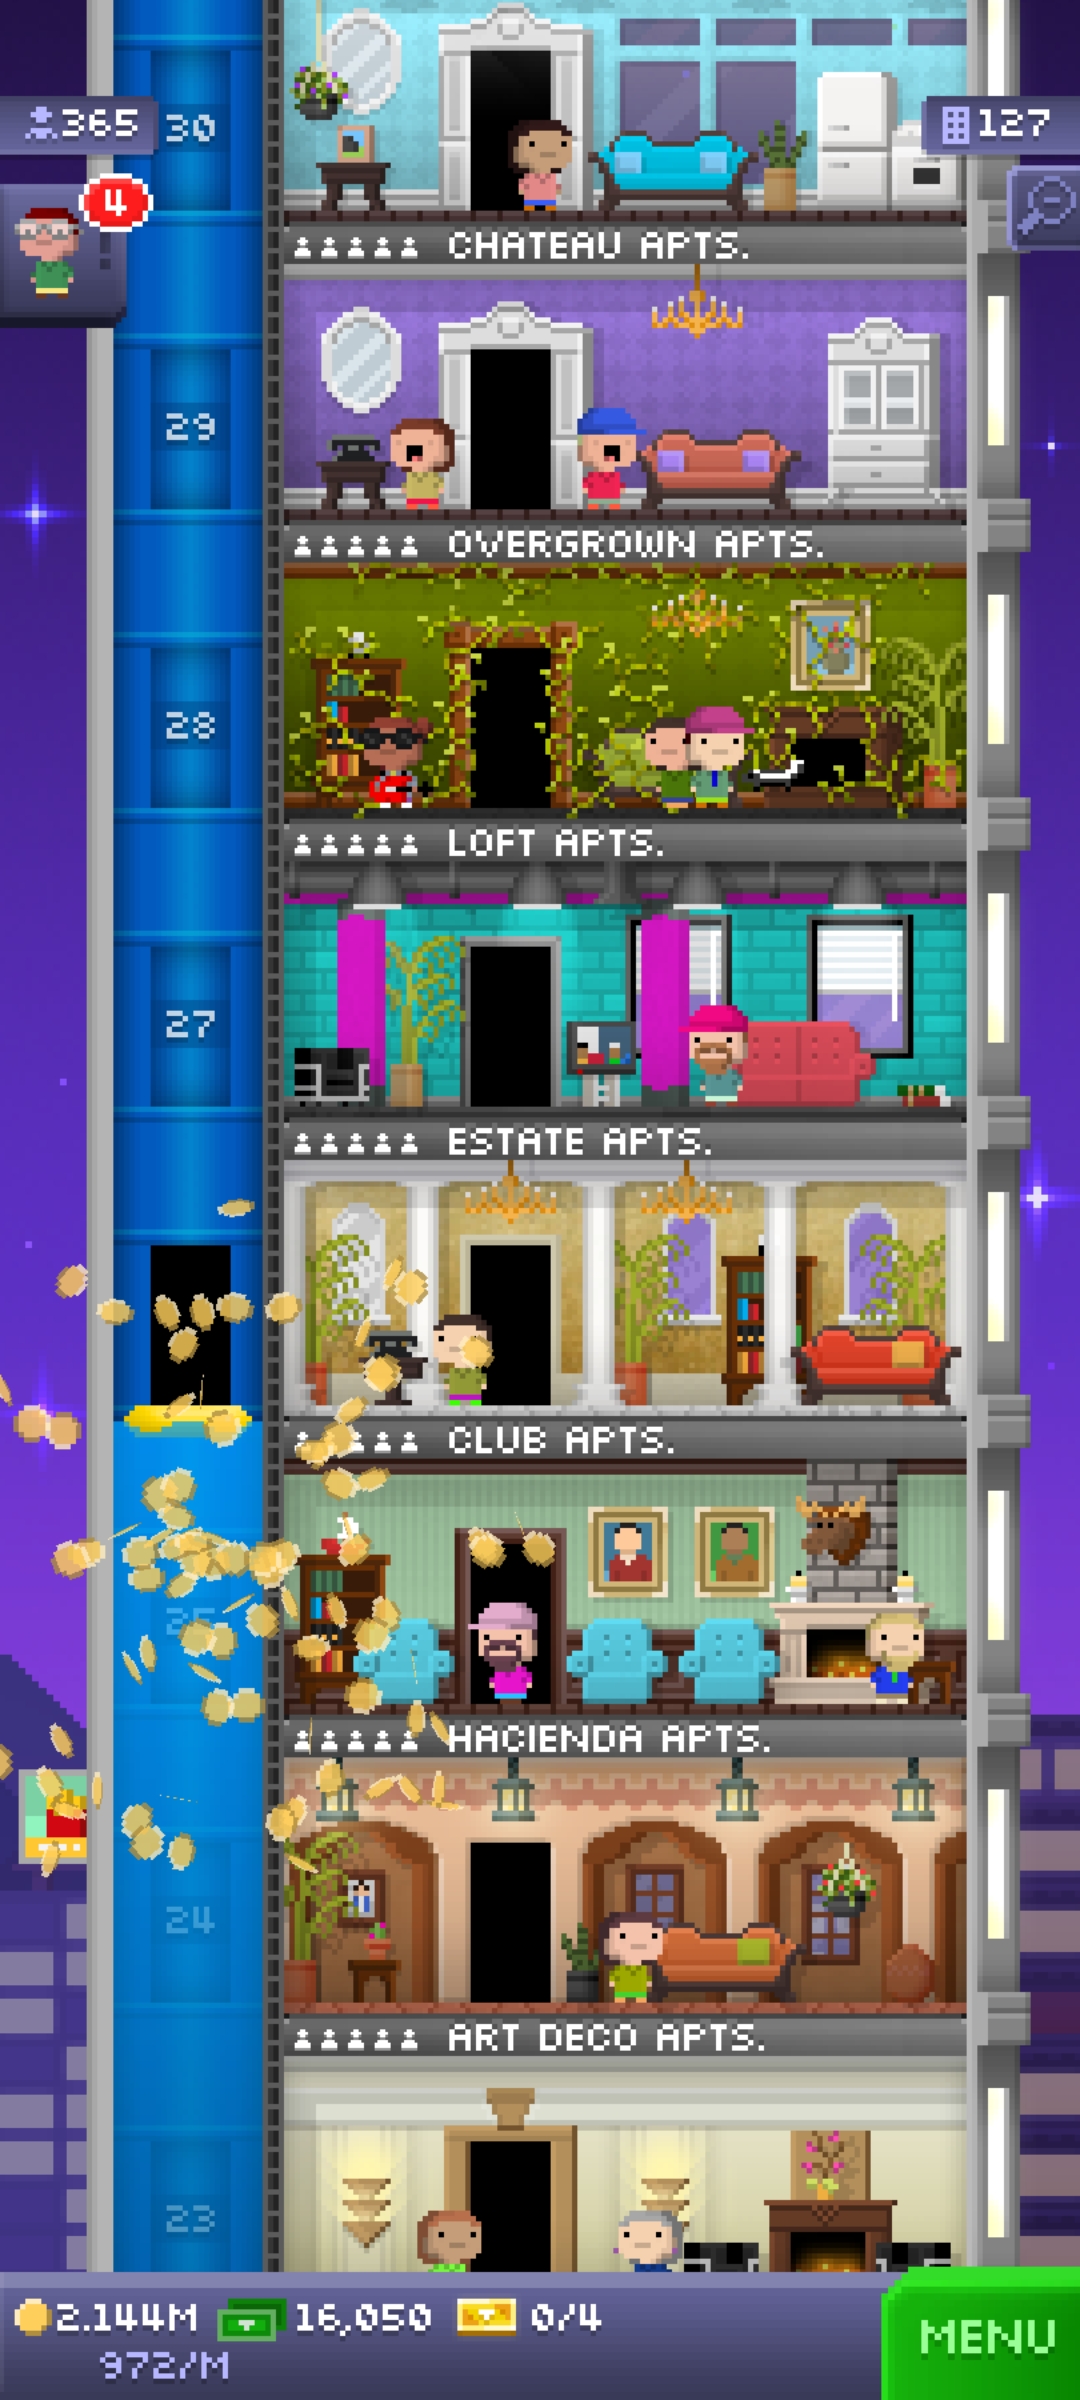 365
30
127
4
CHATEAU APTS.
29
OVERGROWN APTS.
28
LOFT APTS.
27
ESTATE APTS.
CLUB APTS.
25
HACIENDA APTS.
24
ART DECO APTS.
23
2.144M 16,050 0/4
972/M
MENU